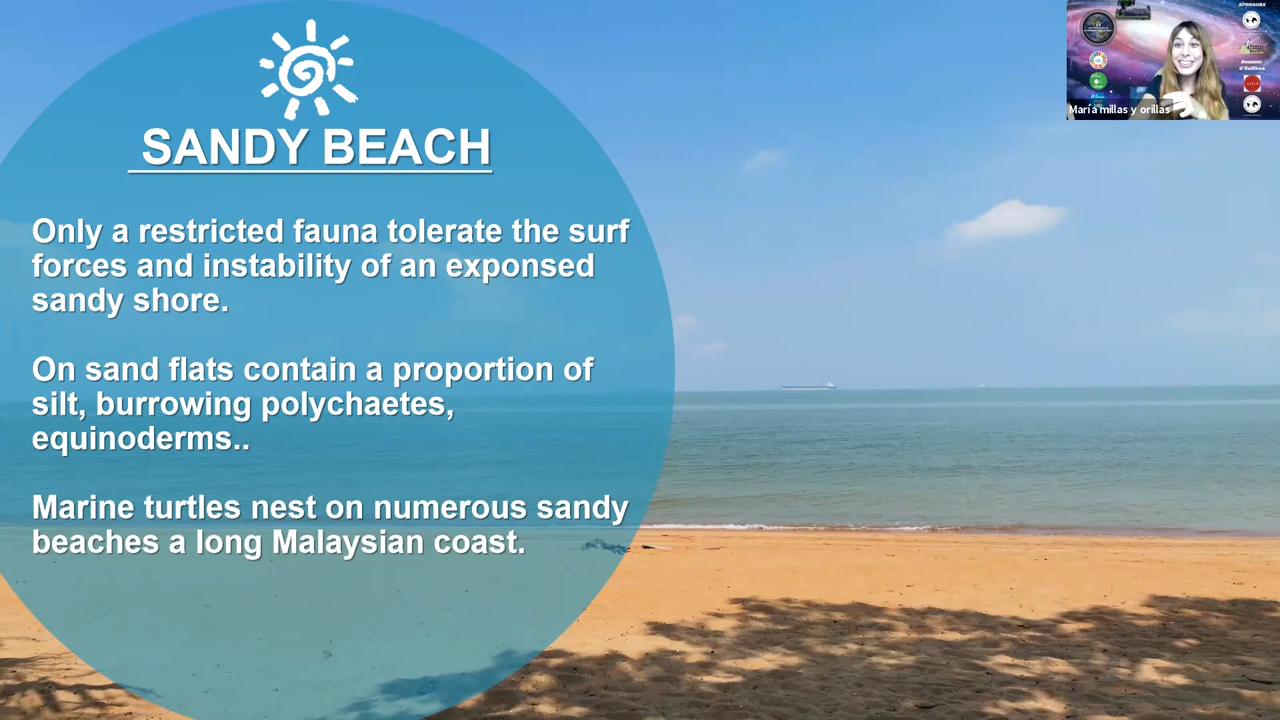 SANDY BEACH
Only a restricted fauna tolerate the surf
forces and instability of an exponsed
sandy shore.
On sand flats contain a proportion of
silt, burrowing polychaetes,
equinoderms..
Marine turtles nest on numerous sandy
beaches a long Malaysian coast.
SPONSORS
Dominic
O'Sullivan
María millas y orillas